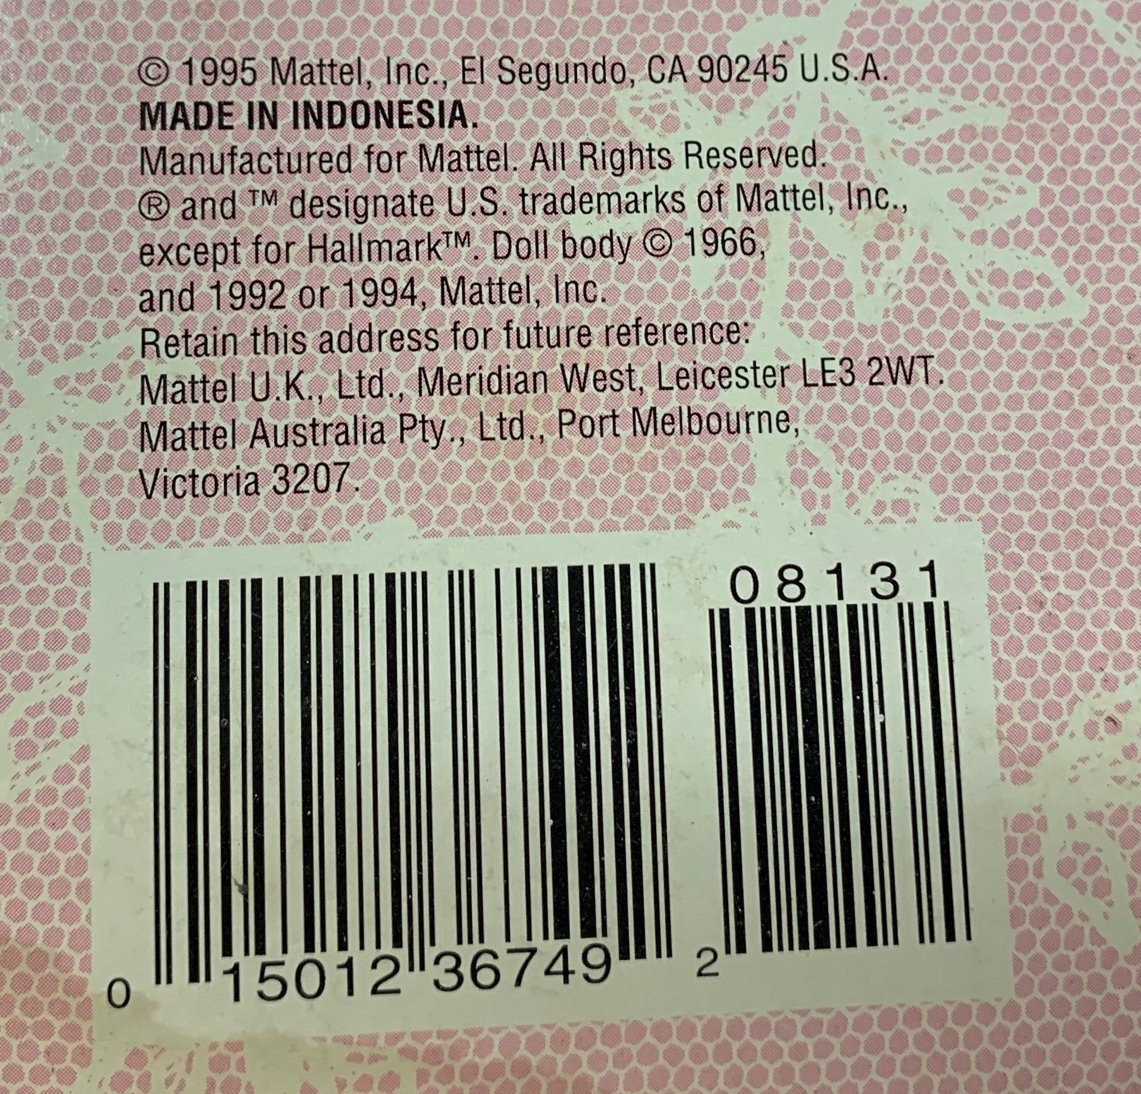 © 1995 Mattel, Inc., El Segundo, CA 90245 U.S.A.
MADE IN INDONESIA.
Manufactured for Mattel. All Rights Reserved.
® and ™ designate U.S. trademarks of Mattel, Inc.,
except for Hallmark™. Doll body © 1966,
and 1992 or 1994, Mattel, Inc.
Retain this address for future reference:
Mattel U.K., Ltd., Meridian West, Leicester LE3 2WT.
Mattel Australia Pty., Ltd., Port Melbourne,
Victoria 3207.
08131
0 15012 36749 2